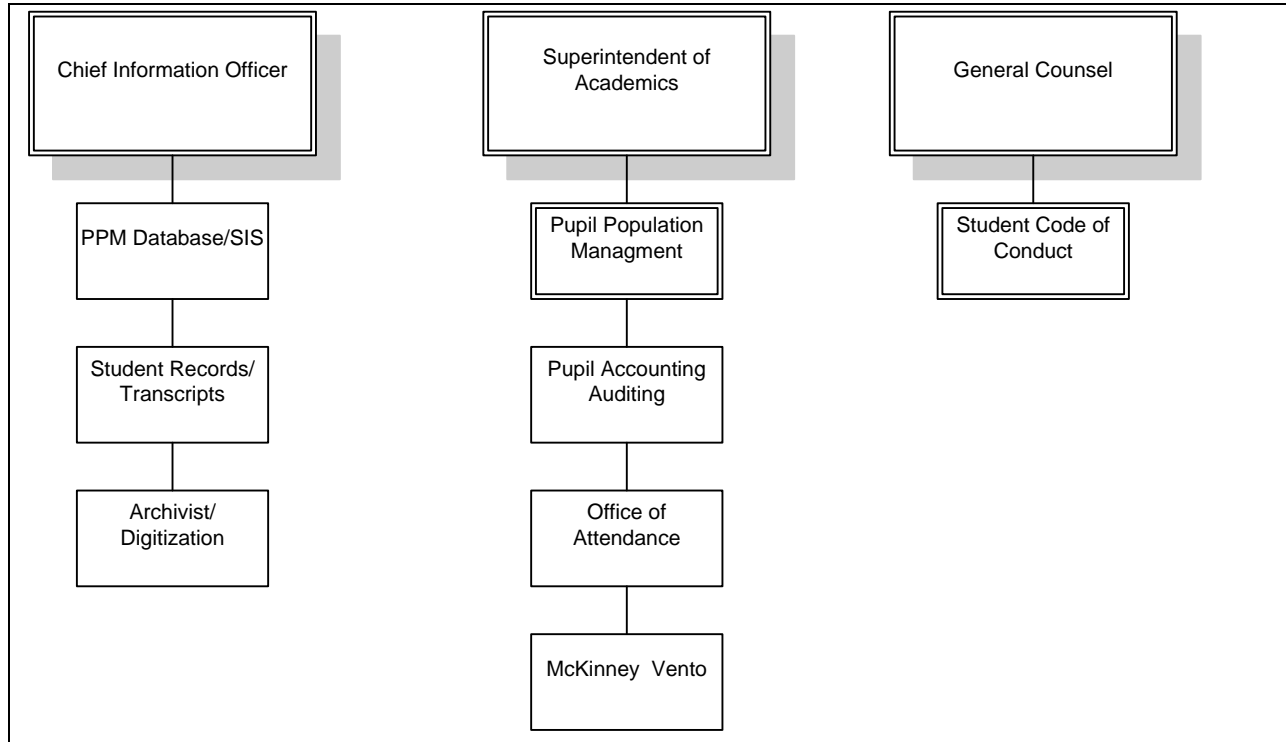 Chief Information Officer
PPM Database/SIS
Student Records/
Transcripts
Archivist/
Digitization
Superintendent of
Academics
Pupil Population
Managment
Pupil Accounting
Auditing
Office of
Attendance
McKinney  Vento
General Counsel
Student Code of
Conduct